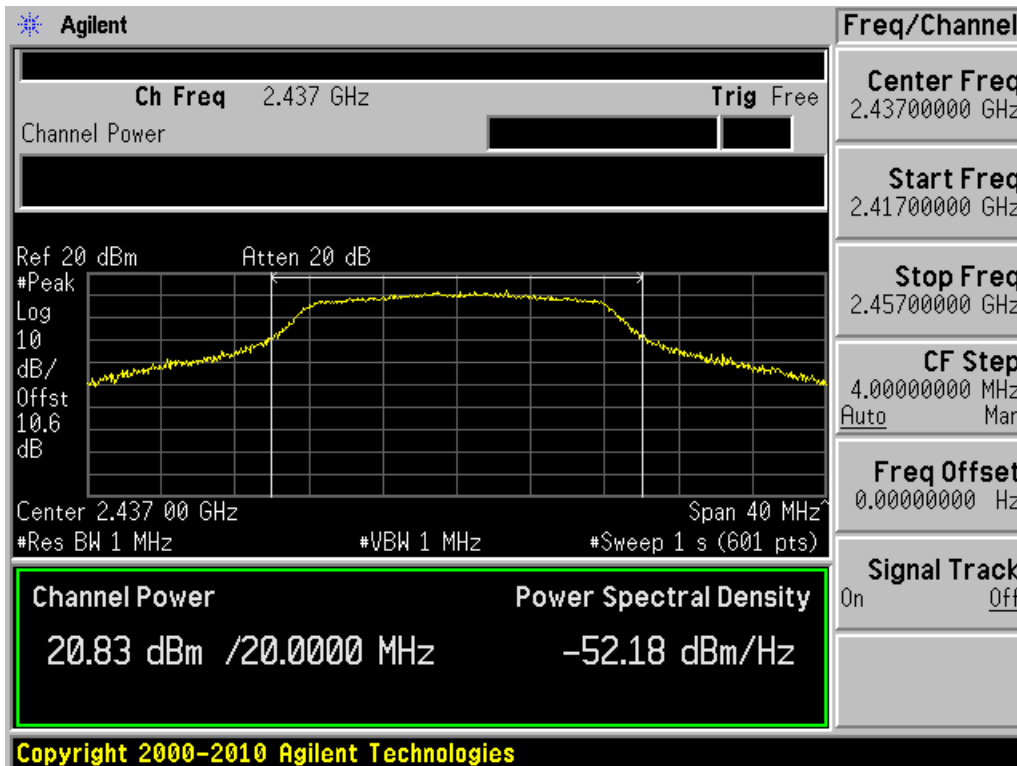 Agilent
Freq/Channel
Ch Freq 2.437 GHz
Trig Free
Channel Power
Center Freq
2.43700000 GHz
Start Freq
2.41700000 GHz
Stop Freq
2.45700000 GHz
CF Step
4.00000000 MHz
Auto Man
Freq Offset
0.00000000 Hz
Signal Track
On Off
Ref 20 dBm
Atten 20 dB
#Peak
Log
10
dB/
Offst
10.6
dB
Center 2.437 00 GHz
Span 40 MHz^
#Res BW 1 MHz
#VBW 1 MHz
#Sweep 1 s (601 pts)
Channel Power
Power Spectral Density
20.83 dBm /20.0000 MHz
-52.18 dBm/Hz
Copyright 2000-2010 Agilent Technologies